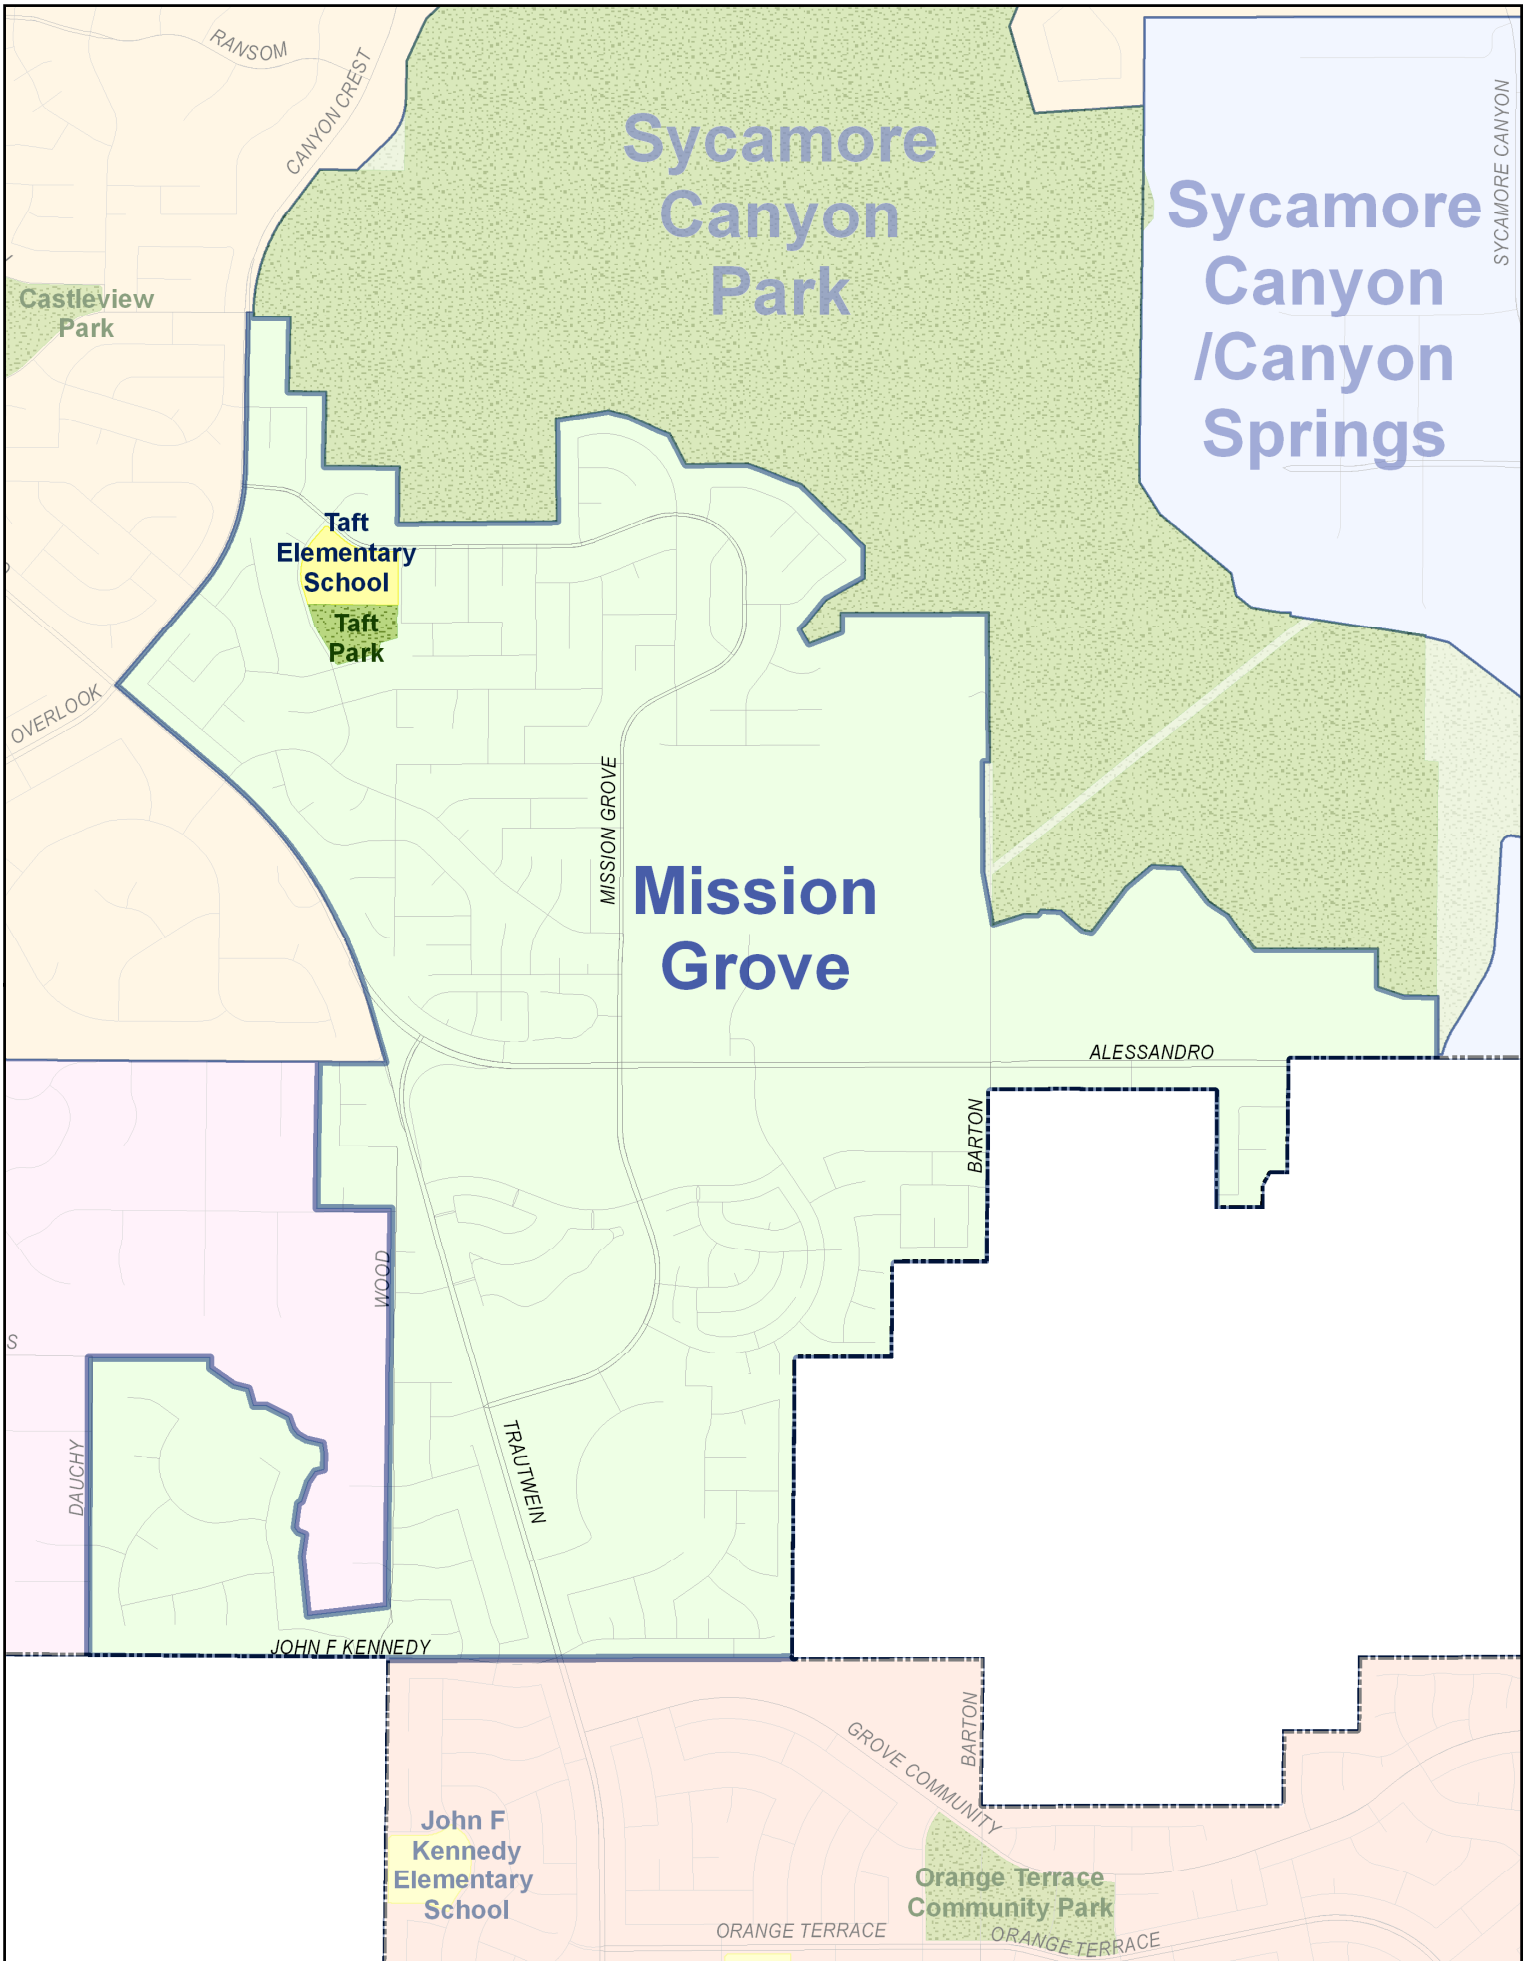 RANSOM
CANYON CREST
SYCAMORE CANYON
Sycamore
Canyon
Park
Sycamore
Canyon
/Canyon
Springs
Castleview
Park
Taft
Elementary
School
Taft
Park
OVERLOOK
MISSION GROVE
Mission
Grove
ALESSANDRO
BARTON
WOOD
S
DAUCHY
TRAUTWEIN
JOHN F KENNEDY
BARTON
GROVE COMMUNITY
John F
Kennedy
Elementary
School
Orange Terrace
Community Park
ORANGE TERRACE
ORANGE TERRACE